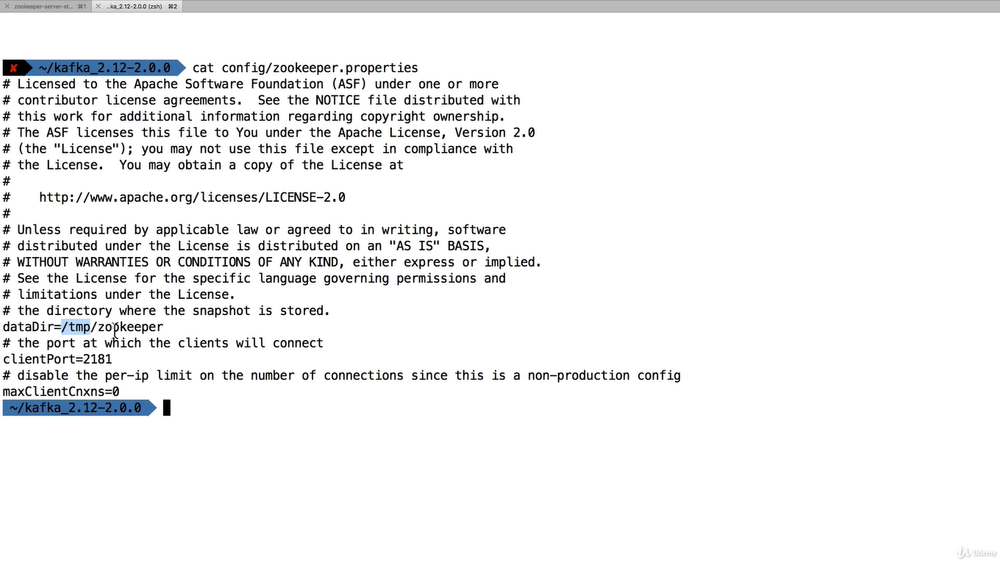 zookeeper-server-st... ⌘1 ..ka_2.12-2.0.0 (zsh) ⌘2
✘ ~/kafka_2.12-2.0.0 cat config/zookeeper.properties
# Licensed to the Apache Software Foundation (ASF) under one or more
# contributor license agreements.  See the NOTICE file distributed with
# this work for additional information regarding copyright ownership.
# The ASF licenses this file to You under the Apache License, Version 2.0
# (the "License"); you may not use this file except in compliance with
# the License.  You may obtain a copy of the License at
#
#    http://www.apache.org/licenses/LICENSE-2.0
#
# Unless required by applicable law or agreed to in writing, software
# distributed under the License is distributed on an "AS IS" BASIS,
# WITHOUT WARRANTIES OR CONDITIONS OF ANY KIND, either express or implied.
# See the License for the specific language governing permissions and
# limitations under the License.
# the directory where the snapshot is stored.
dataDir=/tmp/zookeeper
# the port at which the clients will connect
clientPort=2181
# disable the per-ip limit on the number of connections since this is a non-production config
maxClientCnxns=0
~/kafka_2.12-2.0.0
Udemy